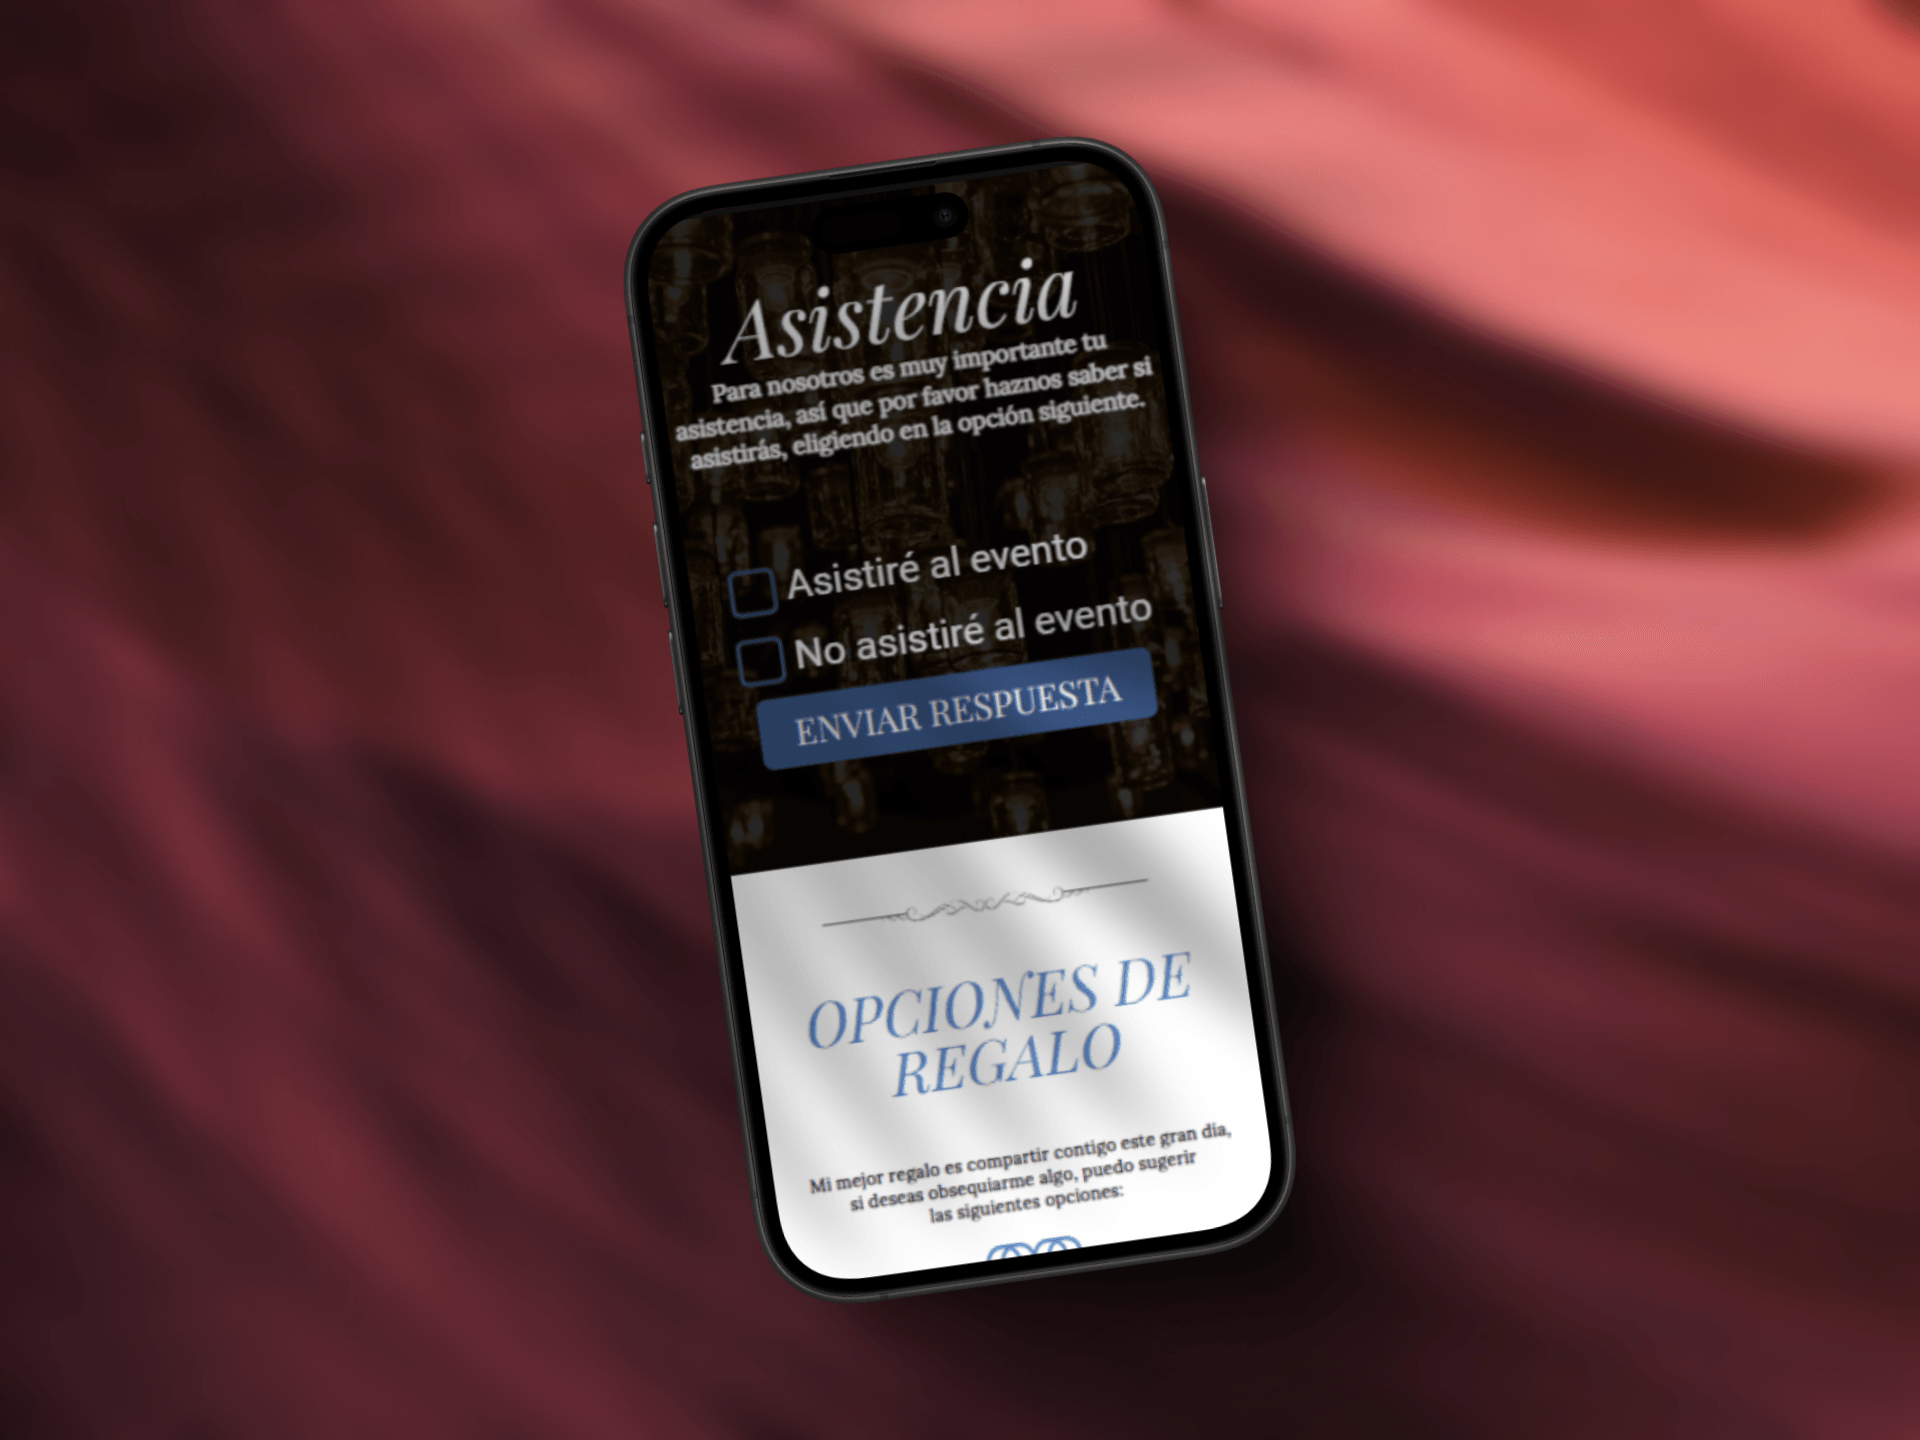 Asistencia
Para nosotros es muy importante tu
asistencia, así que por favor haznos saber si
asistirás, eligiendo en la opción siguiente.
Asistiré al evento
No asistiré al evento
ENVIAR RESPUESTA
OPCIONES DE
REGALO
Mi mejor regalo es compartir contigo este gran día,
si deseas obsequiarme algo, puedo sugerir
las siguientes opciones: